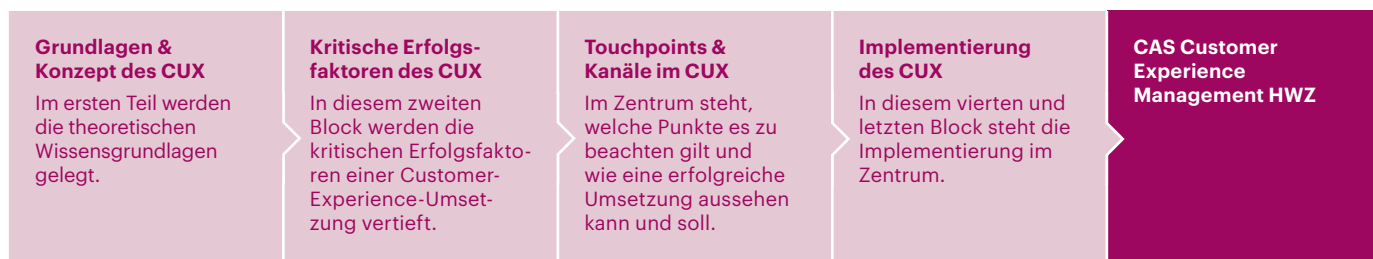 Grundlagen &
Konzept des CUX
Im ersten Teil werden
die theoretischen
Wissensgrundlagen
gelegt.
Kritische Erfolgs-
faktoren des CUX
In diesem zweiten
Block werden die
kritischen Erfolgsfakto-
ren einer Customer-
Experience-Umset-
zung vertieft.
Touchpoints &
Kanäle im CUX
Im Zentrum steht,
welche Punkte es zu
beachten gilt und
wie eine erfolgreiche
Umsetzung aussehen
kann und soll.
Implementierung
des CUX
In diesem vierten und
letzten Block steht die
Implementierung im
Zentrum.
CAS Customer
Experience
Management HWZ